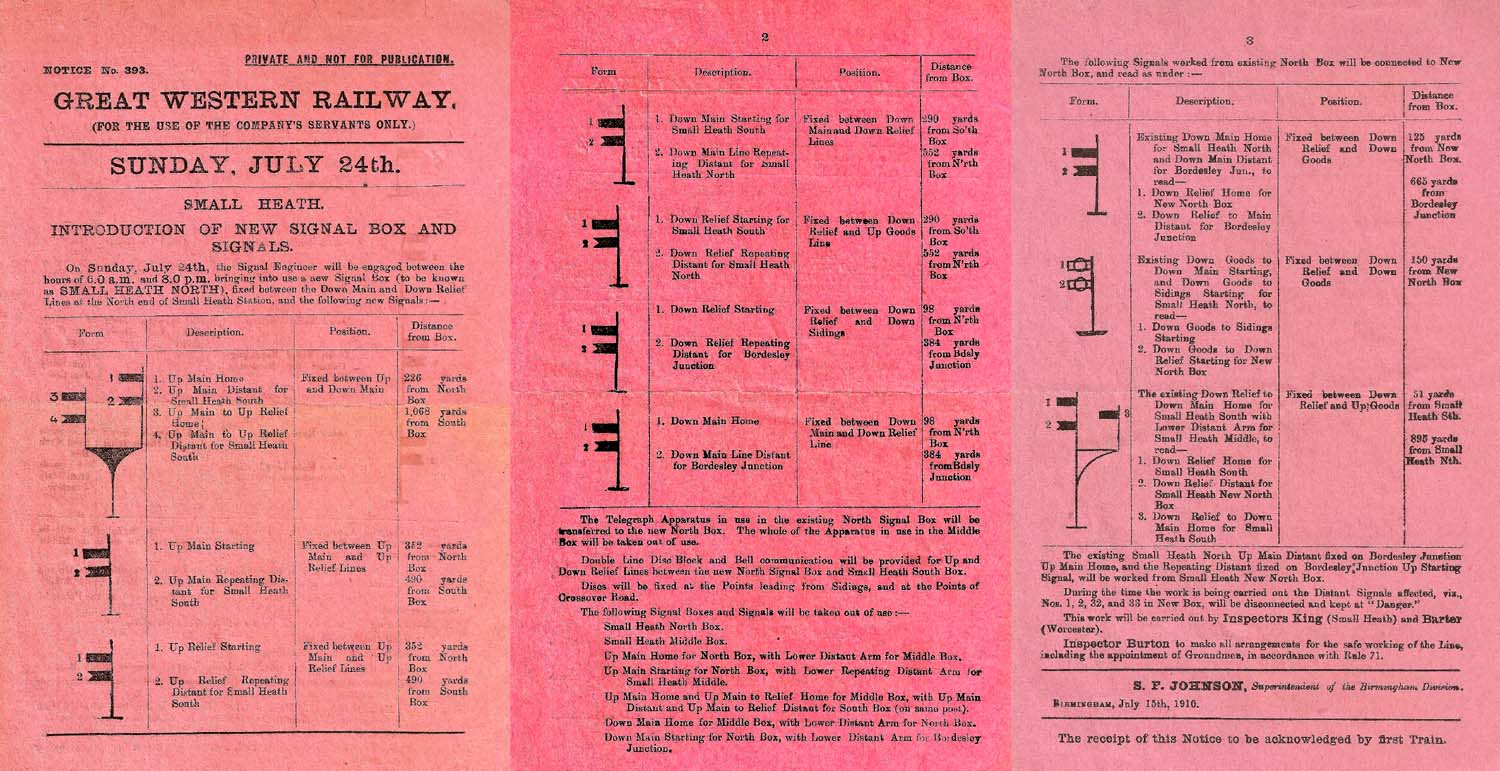 PRIVATE AND NOT FOR PUBLICATION.
NOTICE No. 393.
GREAT WESTERN RAILWAY.
(FOR THE USE OF THE COMPANY'S SERVANTS ONLY.)
SUNDAY, JULY 24th.
SMALL HEATH.
INTRODUCTION OF NEW SIGNAL BOX AND
SIGNALS.
On Sunday, July 24th, the Signal Engineer will be engaged between the
hours of 6.0 a.m. and 8.0 p.m. bringing into use a new Signal Box (to be known
as SMALL HEATH NORTH), fixed between the Down Main and Down Relief
Lines at the North end of Small Heath Station, and the following new Signals:—
Form Description. Position. Distance
from Box.
1
3 2
4
1. Up Main Home
2. Up Main Distant for
Small Heath South
3. Up Main to Up Relief
Home
4. Up Main to Up Relief
Distant for Small Heath
South
Fixed between Up
and Down Main
226 yards
from North
Box
1,068 yards
from South
Box
1
2
1. Up Main Starting
2. Up Main Repeating Dis-
tant for Small Heath
South
Fixed between Up
Main and Up
Relief Lines
352 yards
from North
Box
490 yards
from South
Box
1
2
1. Up Relief Starting
2. Up Relief Repeating
Distant for Small Heath
South
Fixed between Up
Main and Up
Relief Lines
352 yards
from North
Box
490 yards
from South
Box
2
Form Description. Position. Distance
from Box.
1
2
1. Down Main Starting for
Small Heath South
2. Down Main Line Repeat-
ing Distant for Small
Heath North
Fixed between Down
Main and Down Relief
Lines
290 yards
from So'th
Box
552 yards
from N'rth
Box
1
2
1. Down Relief Starting for
Small Heath South
2. Down Relief Repeating
Distant for Small Heath
North
Fixed between Down
Relief and Up Goods
Line
290 yards
from So'th
Box
552 yards
from N'rth
Box
1
2
1. Down Relief Starting
2. Down Relief Repeating
Distant for Bordesley
Junction
Fixed between Down
Relief and Down
Sidings
98 yards
from N'rth
Box
384 yards
from Bdsly
Junction
1
2
1. Down Main Home
2. Down Main Line Distant
for Bordesley Junction
Fixed between Down
Main and Down Relief
Line
98 yards
from N'rth
Box
384 yards
from Bdsly
Junction
The Telegraph Apparatus in use in the existing North Signal Box will be
transferred to the new North Box. The whole of the Apparatus in use in the Middle
Box will be taken out of use.
Double Line Disc Block and Bell communication will be provided for Up and
Down Relief Lines between the new North Signal Box and Small Heath South Box.
Discs will be fixed at the Points leading from Sidings, and at the Points of
Crossover Road.
The following Signal Boxes and Signals will be taken out of use:—
Small Heath North Box.
Small Heath Middle Box.
Up Main Home for North Box, with Lower Distant Arm for Middle Box.
Up Main Starting for North Box, with Lower Repeating Distant Arm for
Small Heath Middle.
Up Main Home and Up Main to Relief Home for Middle Box, with Up Main
Distant and Up Main to Relief Distant for South Box (on same post).
Down Main Home for Middle Box, with Lower Distant Arm for North Box.
Down Main Starting for North Box, with Lower Distant Arm for Bordesley
Junction.
3
The following Signals worked from existing North Box will be connected to New
North Box, and read as under:—
Form. Description. Position. Distance
from Box.
1
2
Existing Down Main Home
for Small Heath North
and Down Main Distant
for Bordesley Jun., to
read—
1. Down Relief Home for
New North Box
2. Down Relief to Main
Distant for Bordesley
Junction
Fixed between Down
Relief and Down
Goods
125 yards
from New
North Box.
665 yards
from
Bordesley
Junction
1
2
Existing Down Goods to
Down Main Starting,
and Down Goods to
Sidings Starting for
Small Heath North, to
read—
1. Down Goods to Sidings
Starting
2. Down Goods to Down
Relief Starting for New
North Box
Fixed between Down
Relief and Down
Goods
150 yards
from New
North Box
1
3
2
The existing Down Relief to
Down Main Home for
Small Heath South with
Lower Distant Arm for
Small Heath Middle, to
read—
1. Down Relief Home for
Small Heath South
2. Down Relief Distant for
Small Heath New North
Box
3. Down Relief to Down
Main Home for Small
Heath South
Fixed between Down
Relief and Up Goods
51 yards
from Small
Heath Sth.
895 yards
from Small
Heath Nth.
The existing Small Heath North Up Main Distant fixed on Bordesley Junction
Up Main Home, and the Repeating Distant fixed on Bordesley Junction Up Starting
Signal, will be worked from Small Heath New North Box.
During the time the work is being carried out the Distant Signals affected, viz.,
Nos. 1, 2, 32, and 33 in New Box, will be disconnected and kept at "Danger."
This work will be carried out by Inspectors King (Small Heath) and Barter
(Worcester).
Inspector Burton to make all arrangements for the safe working of the Line,
including the appointment of Groundmen, in accordance with Rule 71.
S. F. JOHNSON, Superintendent of the Birmingham Division.
BIRMINGHAM, July 15th, 1910.
The receipt of this Notice to be acknowledged by first Train.